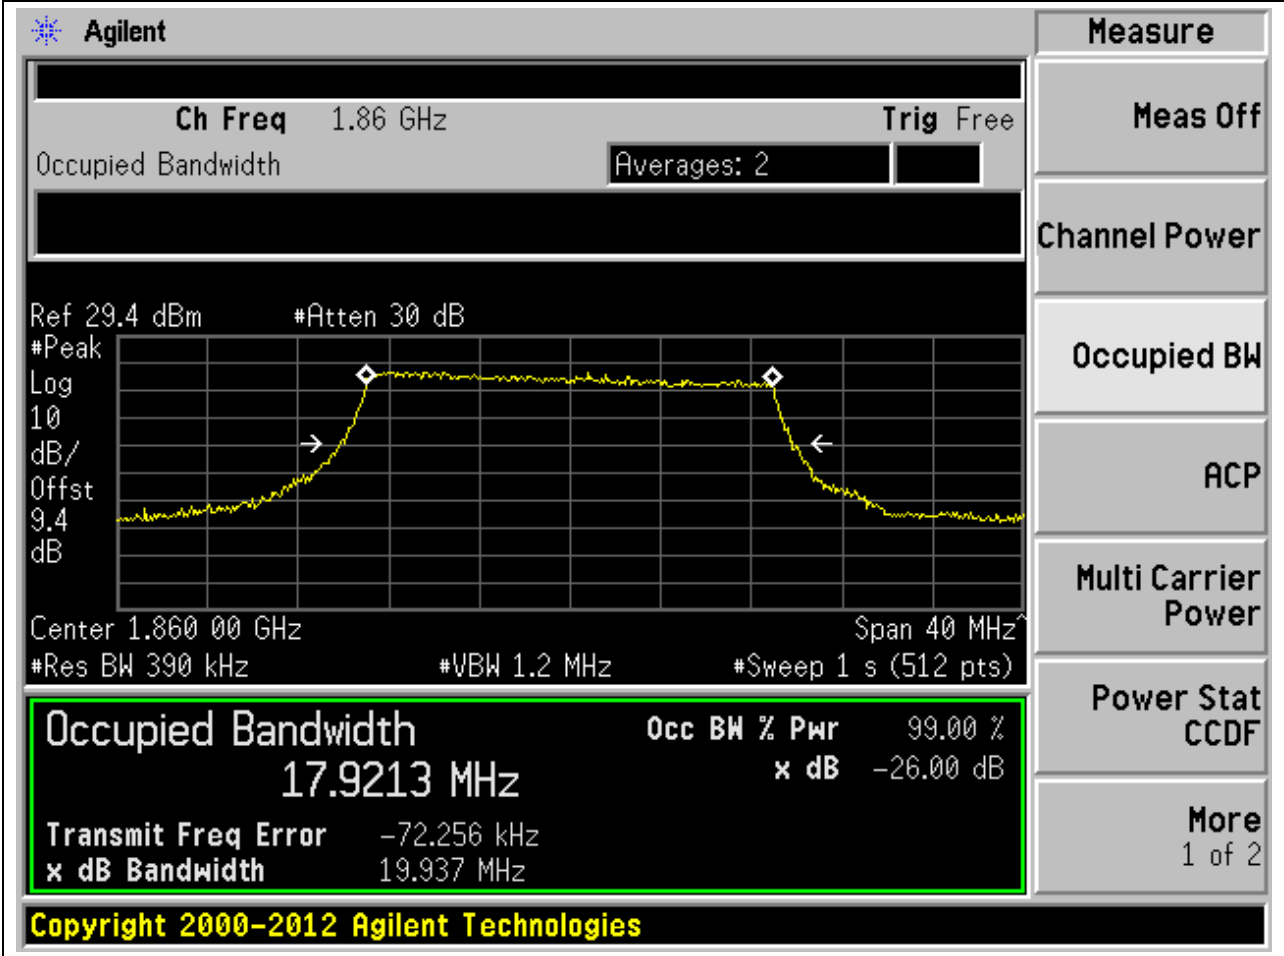 Agilent
Ch Freq 1.86 GHz Trig Free
Occupied Bandwidth Averages: 2
Ref 29.4 dBm #Atten 30 dB
#Peak
Log
10
dB/
Offst
9.4
dB
Center 1.860 00 GHz Span 40 MHz^
#Res BW 390 kHz #VBW 1.2 MHz #Sweep 1 s (512 pts)
Occupied Bandwidth Occ BW % Pwr 99.00 %
17.9213 MHz x dB -26.00 dB
Transmit Freq Error -72.256 kHz
x dB Bandwidth 19.937 MHz
Copyright 2000-2012 Agilent Technologies
Measure
Meas Off
Channel Power
Occupied BW
ACP
Multi Carrier
Power
Power Stat
CCDF
More
1 of 2